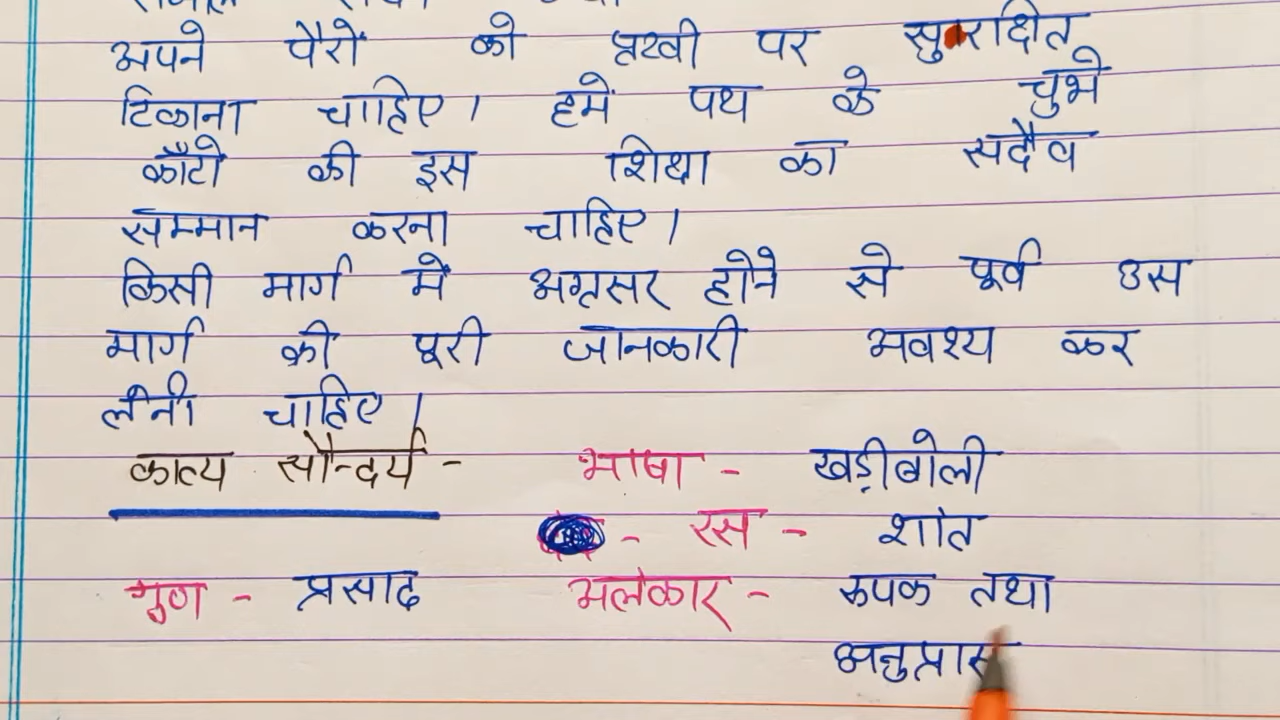 अपने पैरों को प्रथ्वी पर सुरक्षित
टिकाना चाहिए। हमें पथ के चुभे
काँटो की इस शिक्षा का सदैव
सम्मान करना चाहिए।
किसी मार्ग में अग्रसर होने से पूर्व उस
मार्ग की पूरी जानकारी अवश्य कर
लेनी चाहिए।
काव्य सौन्दर्य - भाषा - खड़ीबोली
- रस - शांत
गुण - प्रसाद अलंकार - रूपक तथा
अनुप्रास